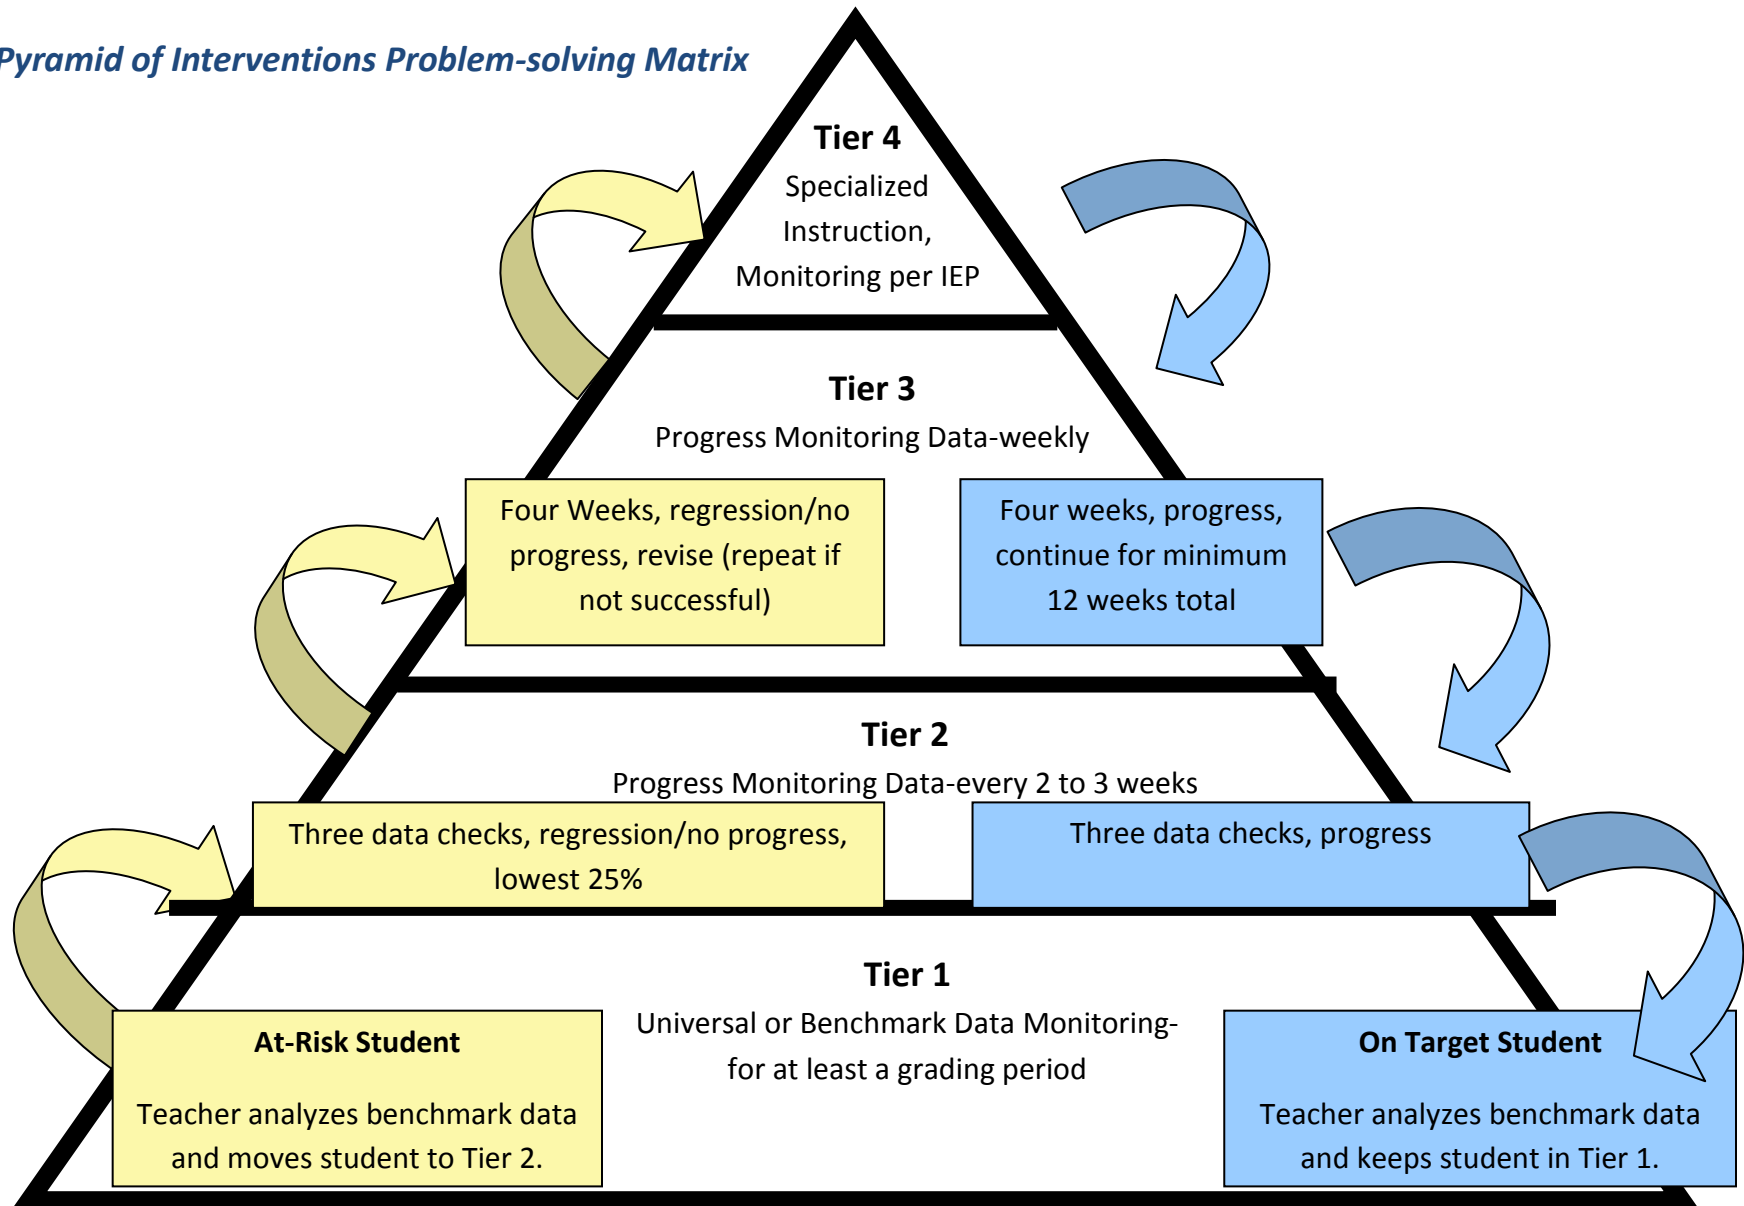 Pyramid of Interventions Problem-solving Matrix
Tier 4
Specialized
Instruction,
Monitoring per IEP
Tier 3
Progress Monitoring Data-weekly
Four Weeks, regression/no
progress, revise (repeat if
not successful)
Four weeks, progress,
continue for minimum
12 weeks total
Tier 2
Progress Monitoring Data-every 2 to 3 weeks
Three data checks, regression/no progress,
lowest 25%
Three data checks, progress
Tier 1
Universal or Benchmark Data Monitoring-
for at least a grading period
At-Risk Student
Teacher analyzes benchmark data
and moves student to Tier 2.
On Target Student
Teacher analyzes benchmark data
and keeps student in Tier 1.